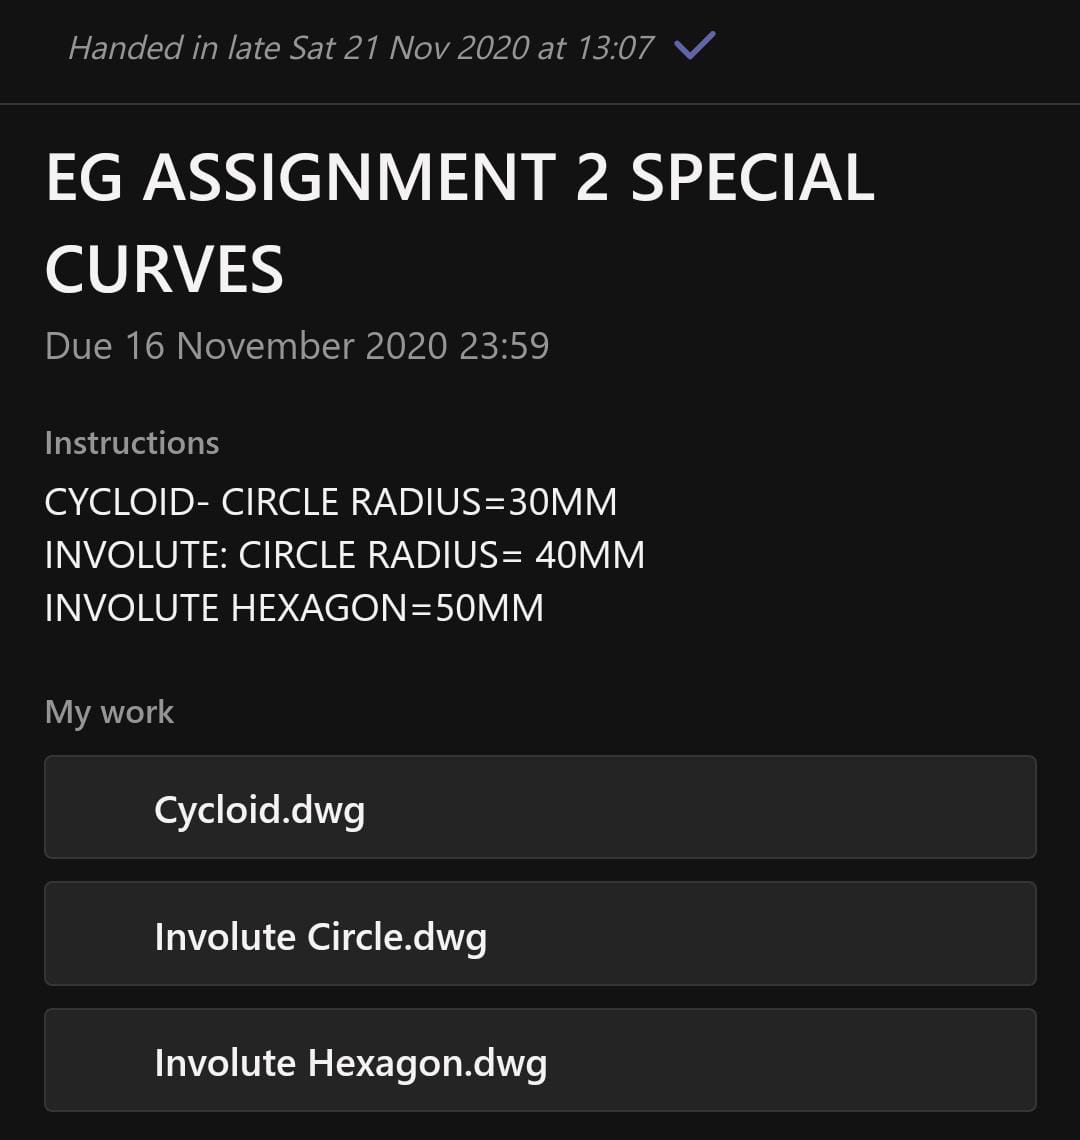 Handed in late Sat 21 Nov 2020 at 13:07
EG ASSIGNMENT 2 SPECIAL
CURVES
Due 16 November 2020 23:59
Instructions
CYCLOID- CIRCLE RADIUS=30MM
INVOLUTE: CIRCLE RADIUS= 40MM
INVOLUTE HEXAGON=50MM
My work
Cycloid.dwg
Involute Circle.dwg
Involute Hexagon.dwg